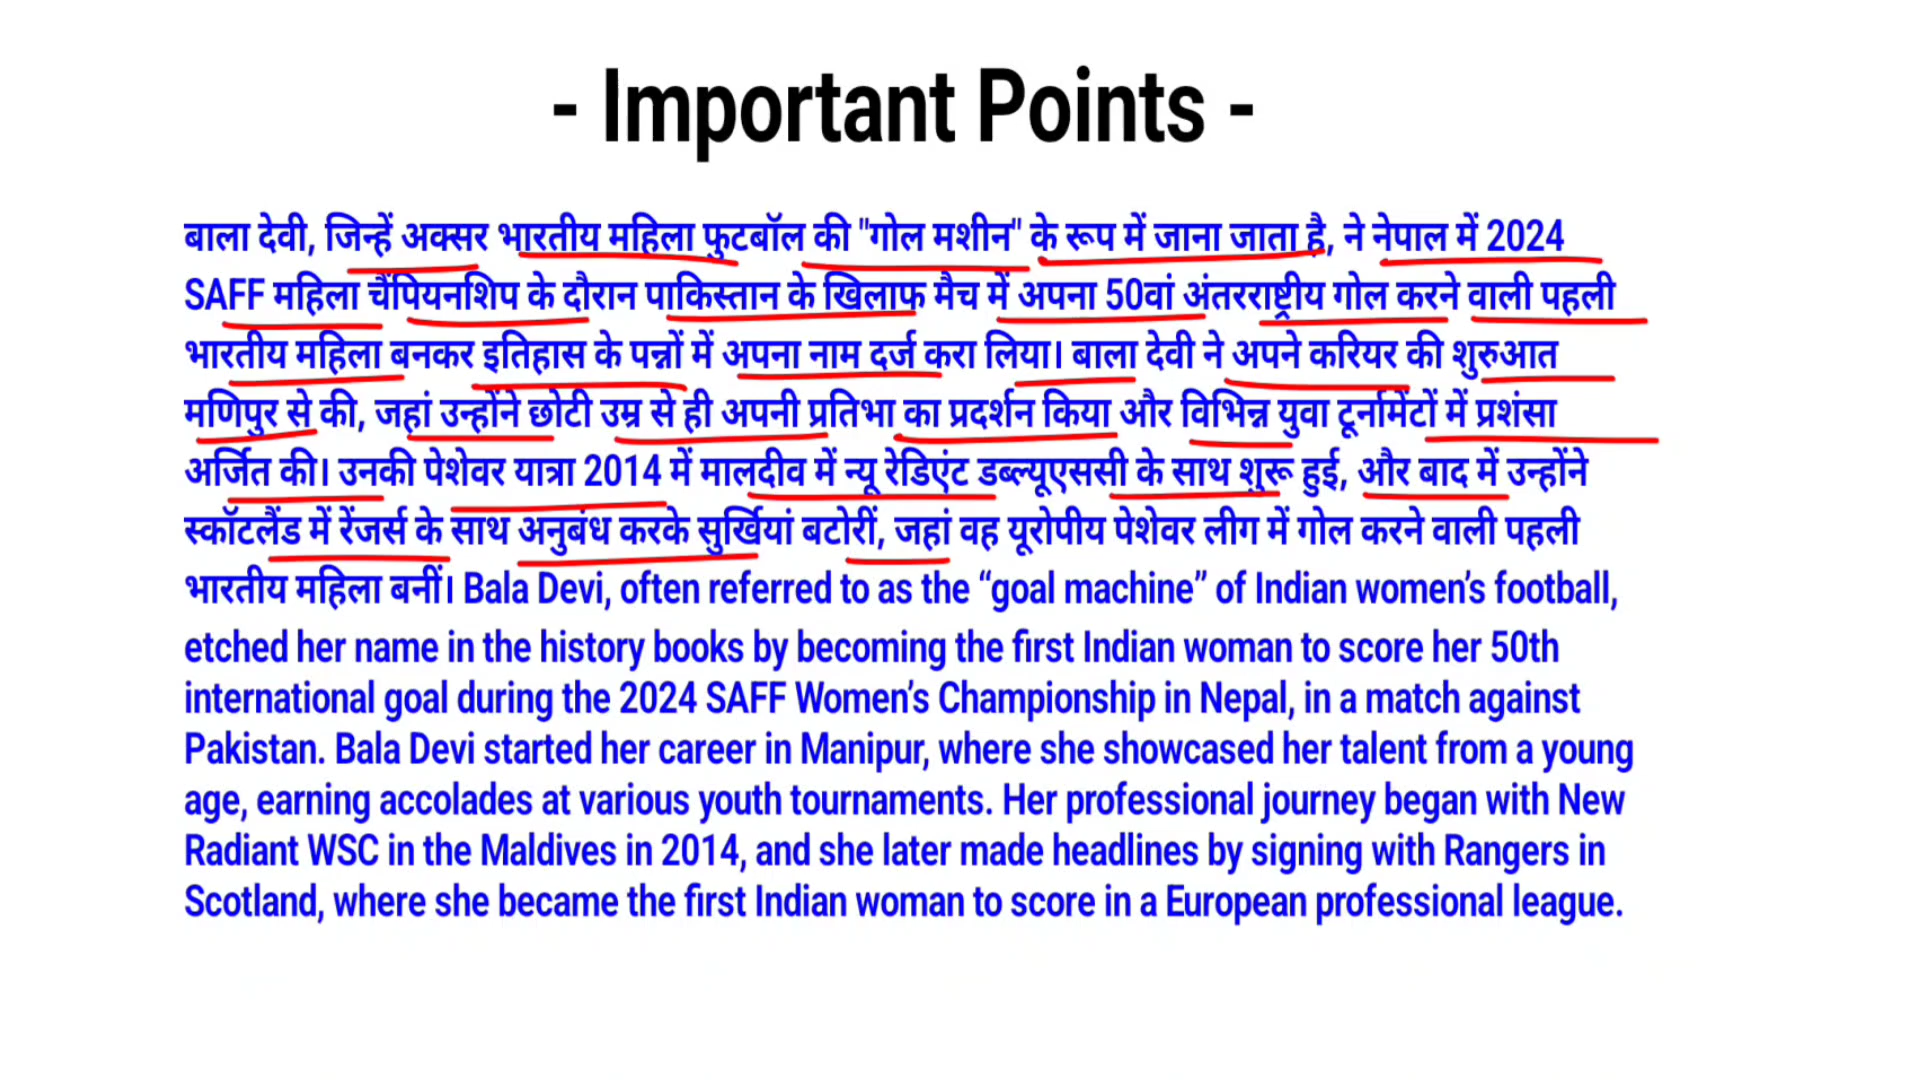 - Important Points -
बाला देवी, जिन्हें अक्सर भारतीय महिला फुटबॉल की "गोल मशीन" के रूप में जाना जाता है, ने नेपाल में 2024
SAFF महिला चैंपियनशिप के दौरान पाकिस्तान के खिलाफ मैच में अपना 50वां अंतरराष्ट्रीय गोल करने वाली पहली
भारतीय महिला बनकर इतिहास के पन्नों में अपना नाम दर्ज करा लिया। बाला देवी ने अपने करियर की शुरुआत
मणिपुर से की, जहां उन्होंने छोटी उम्र से ही अपनी प्रतिभा का प्रदर्शन किया और विभिन्न युवा टूर्नामेंटों में प्रशंसा
अर्जित की। उनकी पेशेवर यात्रा 2014 में मालदीव में न्यू रेडिएंट डब्ल्यूएससी के साथ शुरू हुई, और बाद में उन्होंने
स्कॉटलैंड में रेंजर्स के साथ अनुबंध करके सुर्खियां बटोरीं, जहां वह यूरोपीय पेशेवर लीग में गोल करने वाली पहली
भारतीय महिला बनीं। Bala Devi, often referred to as the “goal machine” of Indian women’s football,
etched her name in the history books by becoming the first Indian woman to score her 50th
international goal during the 2024 SAFF Women’s Championship in Nepal, in a match against
Pakistan. Bala Devi started her career in Manipur, where she showcased her talent from a young
age, earning accolades at various youth tournaments. Her professional journey began with New
Radiant WSC in the Maldives in 2014, and she later made headlines by signing with Rangers in
Scotland, where she became the first Indian woman to score in a European professional league.